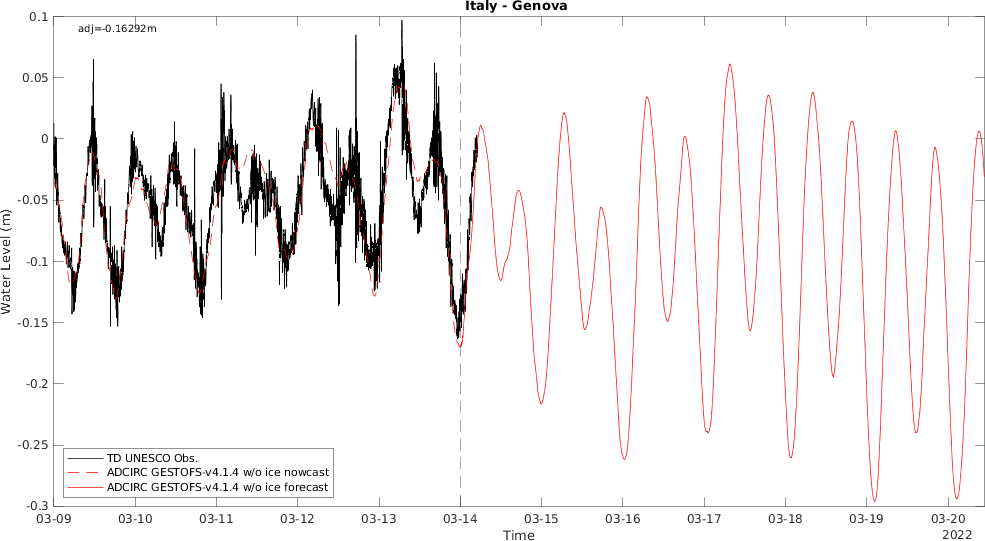 Italy - Genova
adj=-0.16292m
0.1
0.05
0
-0.05
-0.1
-0.15
-0.2
-0.25
-0.3
Water Level (m)
TD UNESCO Obs.
ADCIRC GESTOFS-v4.1.4 w/o ice nowcast
ADCIRC GESTOFS-v4.1.4 w/o ice forecast
03-09 03-10 03-11 03-12 03-13 03-14 03-15 03-16 03-17 03-18 03-19 03-20
Time
2022